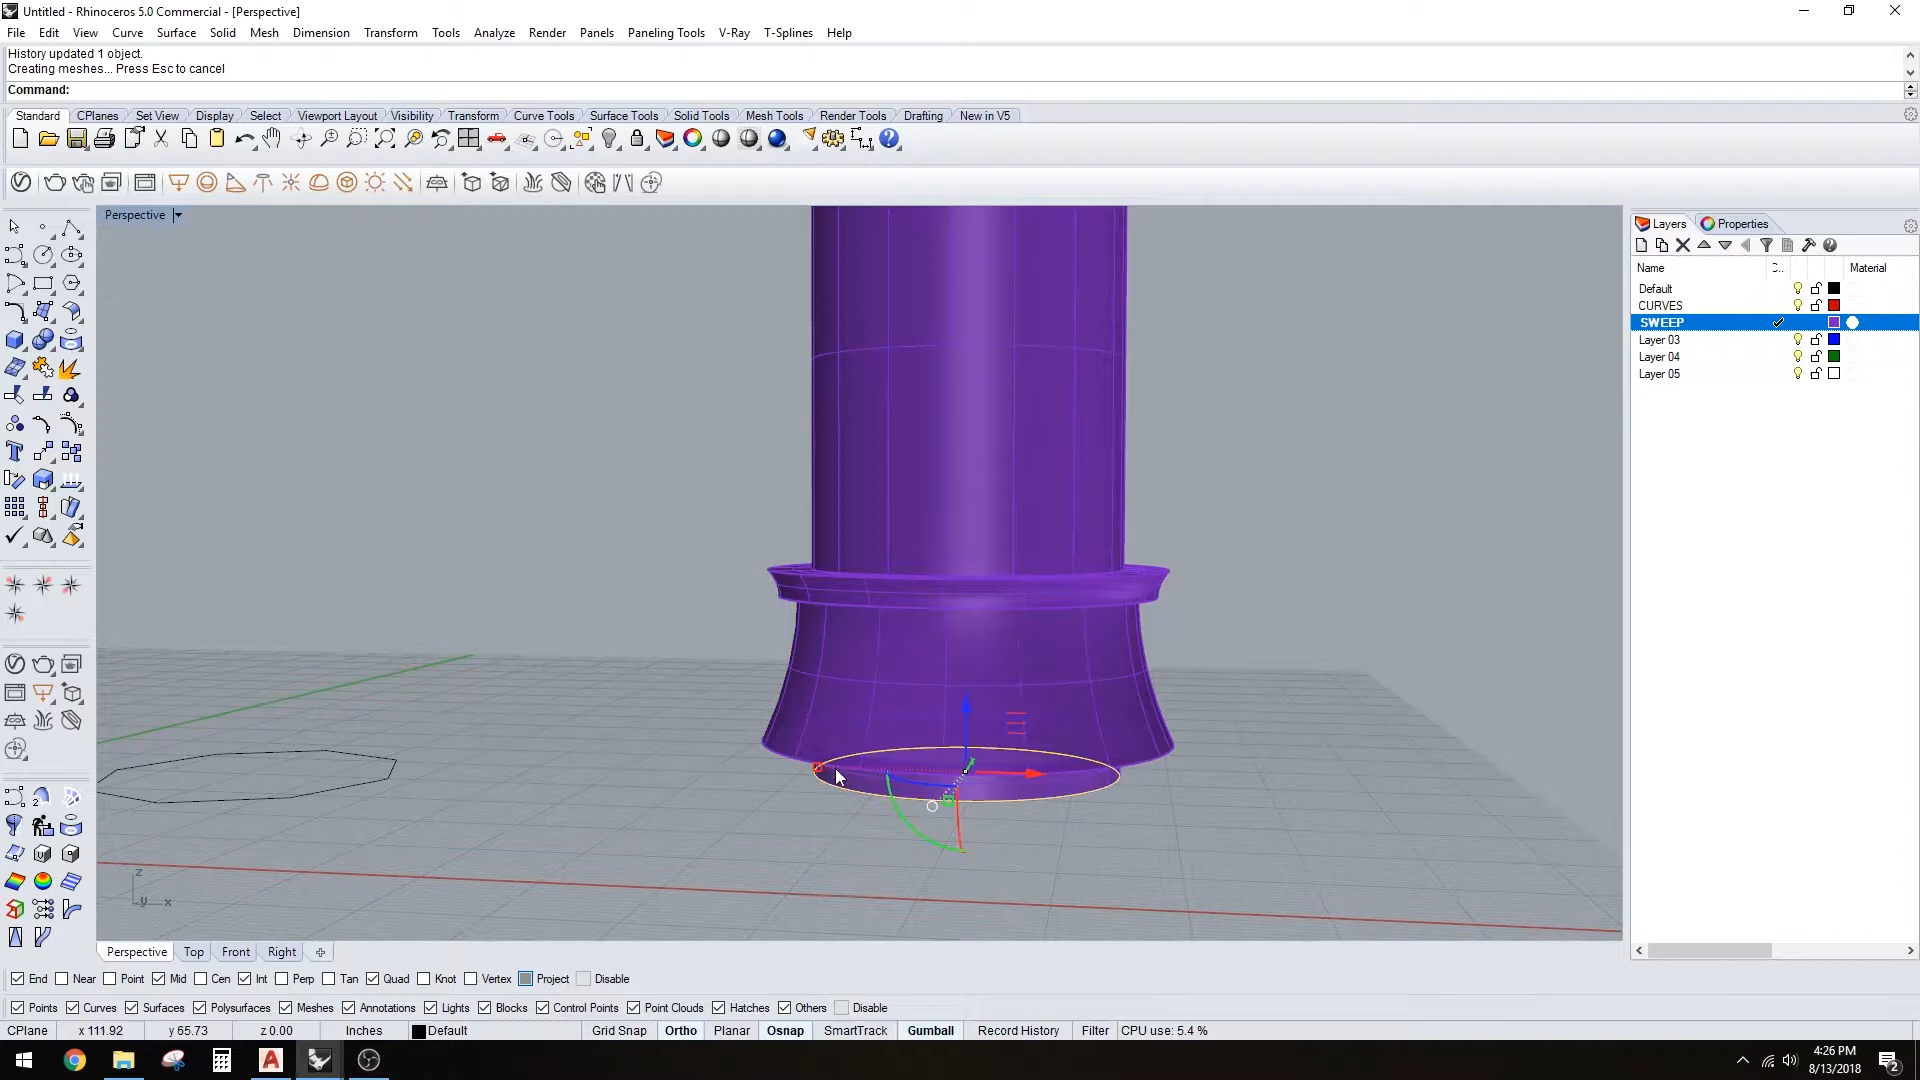 Untitled - Rhinoceros 5.0 Commercial - [Perspective]
File Edit View Curve Surface Solid Mesh Dimension Transform Tools Analyze Render Panels Paneling Tools V-Ray T-Splines Help
History updated 1 object.
Creating meshes... Press Esc to cancel
Command:
Standard CPlanes Set View Display Select Viewport Layout Visibility Transform Curve Tools Surface Tools Solid Tools Mesh Tools Render Tools Drafting New in V5
Perspective
Layers Properties
Name C... Material
Default
CURVES
SWEEP
Layer 03
Layer 04
Layer 05
z
y x
Perspective Top Front Right
End Near Point Mid Cen Int Perp Tan Quad Knot Vertex Project Disable
Points Curves Surfaces Polysurfaces Meshes Annotations Lights Blocks Control Points Point Clouds Hatches Others Disable
CPlane x 111.92 y 65.73 z 0.00 Inches Default Grid Snap Ortho Planar Osnap SmartTrack Gumball Record History Filter CPU use: 5.4 %
4:26 PM
8/13/2018
2